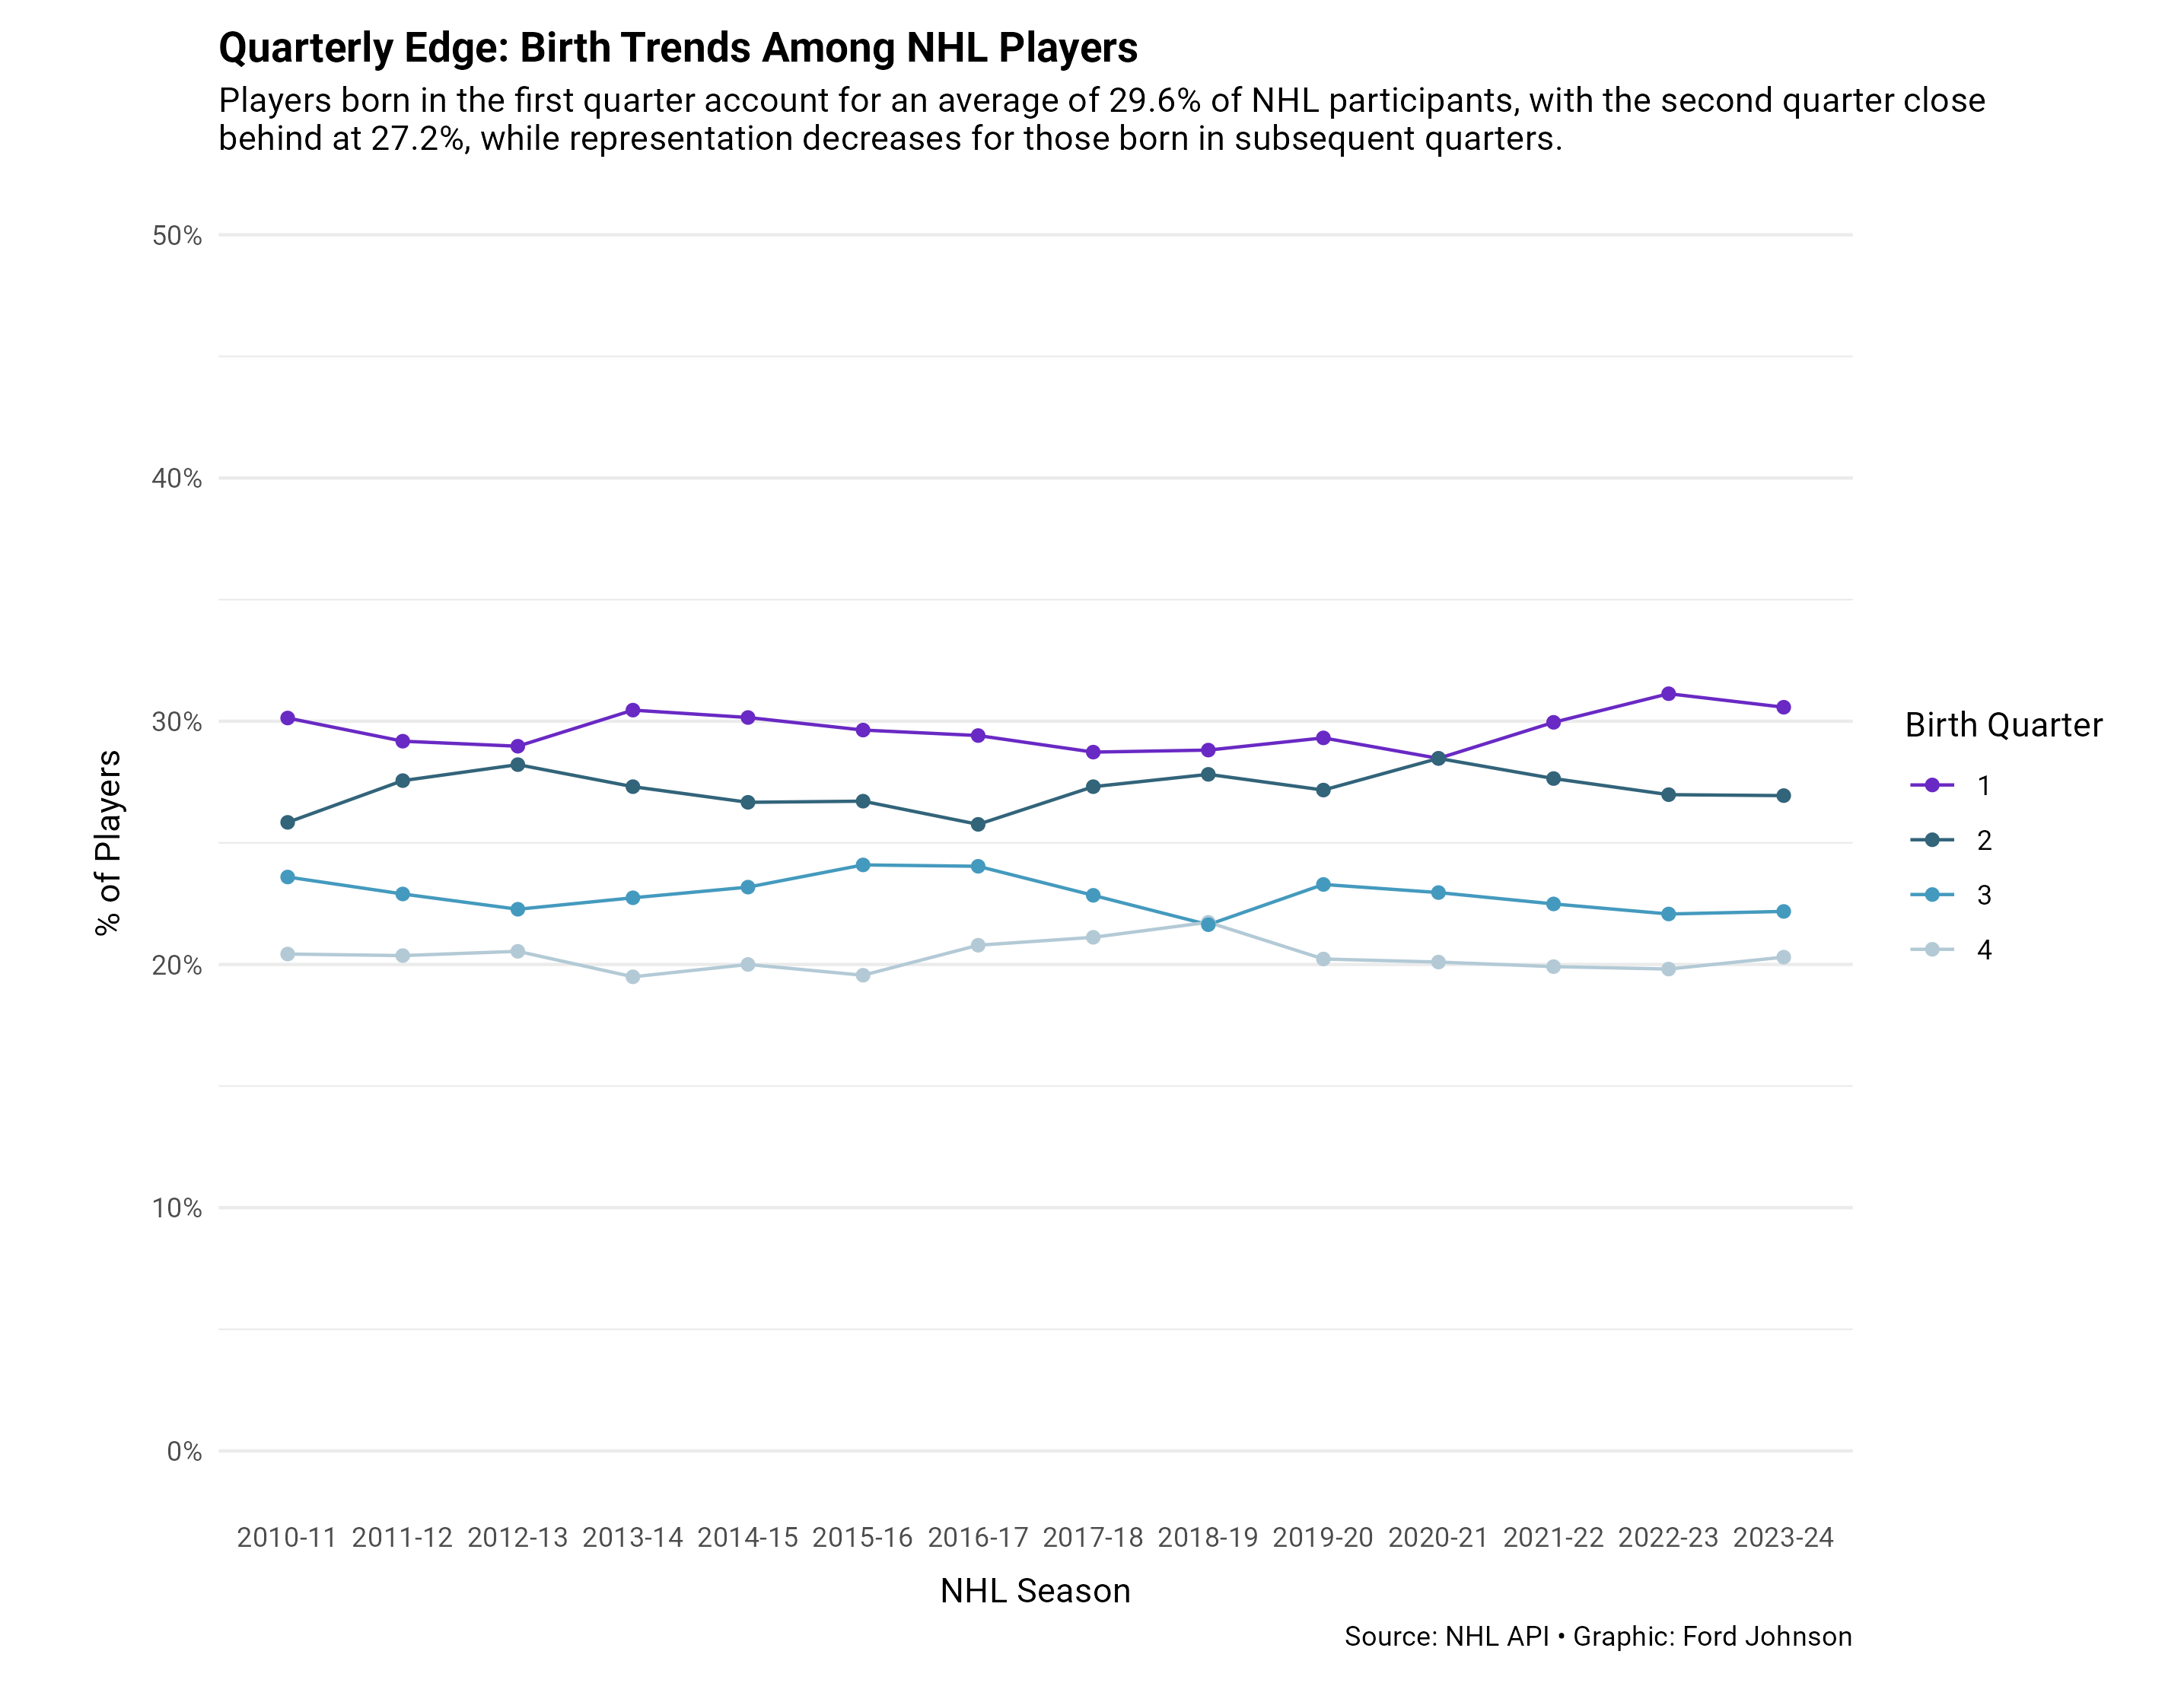 Quarterly Edge: Birth Trends Among NHL Players
Players born in the first quarter account for an average of 29.6% of NHL participants, with the second quarter close
behind at 27.2%, while representation decreases for those born in subsequent quarters.
50%
40%
30%
20%
10%
0%
% of Players
Birth Quarter
1
2
3
4
2010-11 2011-12 2012-13 2013-14 2014-15 2015-16 2016-17 2017-18 2018-19 2019-20 2020-21 2021-22 2022-23 2023-24
NHL Season
Source: NHL API • Graphic: Ford Johnson